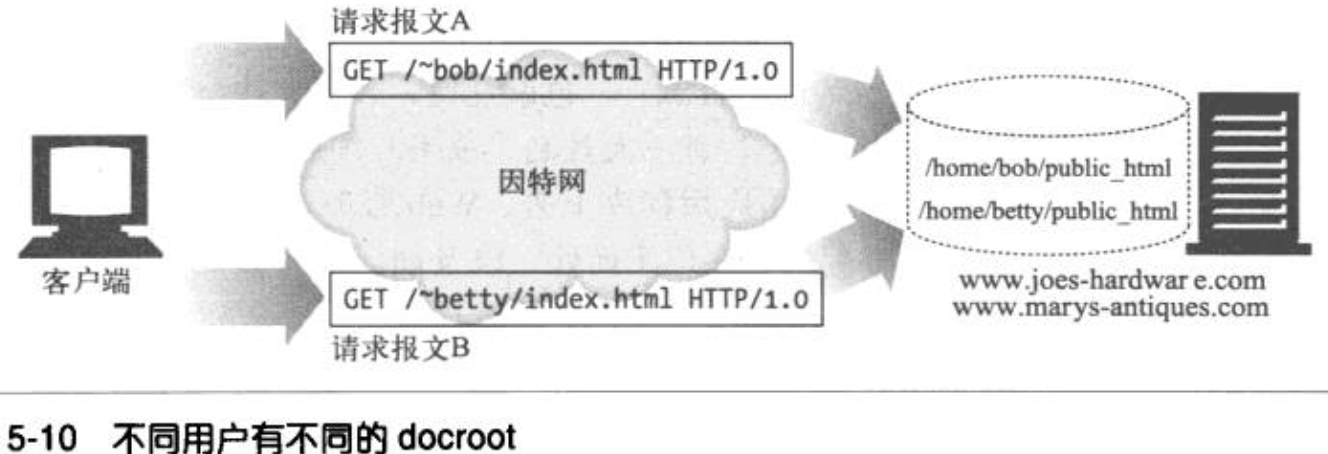 请求报文A
GET /~bob/index.html HTTP/1.0
因特网
/home/bob/public_html
/home/betty/public_html
客户端
www.joes-hardwar e.com
www.marys-antiques.com
GET /~betty/index.html HTTP/1.0
请求报文B
5-10 不同用户有不同的 docroot